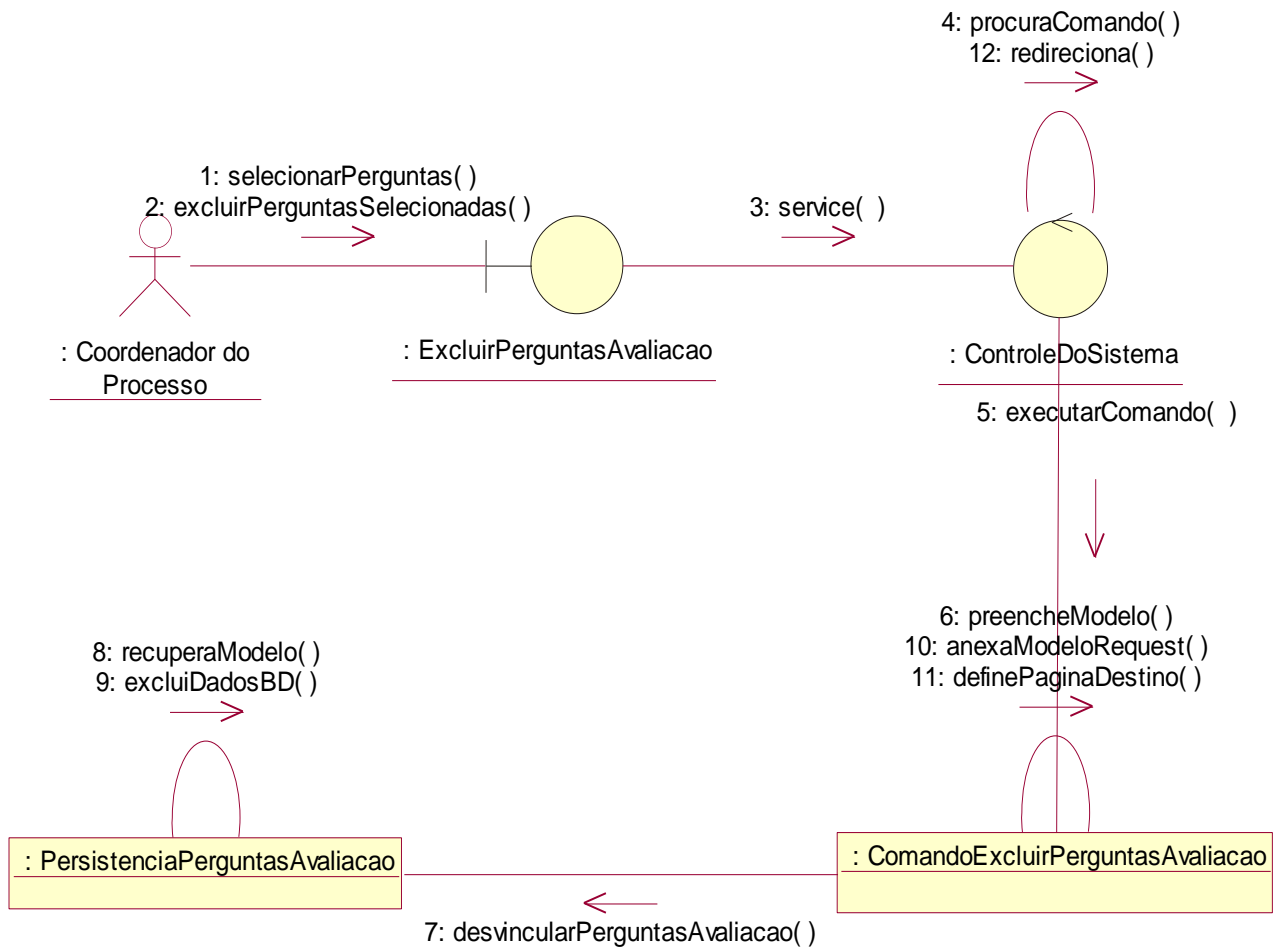 4: procuraComando( )
12: redireciona( )
1: selecionarPerguntas( )
2: excluirPerguntasSelecionadas( )
3: service(  )
: Coordenador do
Processo
: ExcluirPerguntasAvaliacao
: ControleDoSistema
5: executarComando(  )
6: preencheModelo( )
10: anexaModeloRequest( )
11: definePaginaDestino( )
8: recuperaModelo( )
9: excluiDadosBD( )
: PersistenciaPerguntasAvaliacao
: ComandoExcluirPerguntasAvaliacao
7: desvincularPerguntasAvaliacao( )